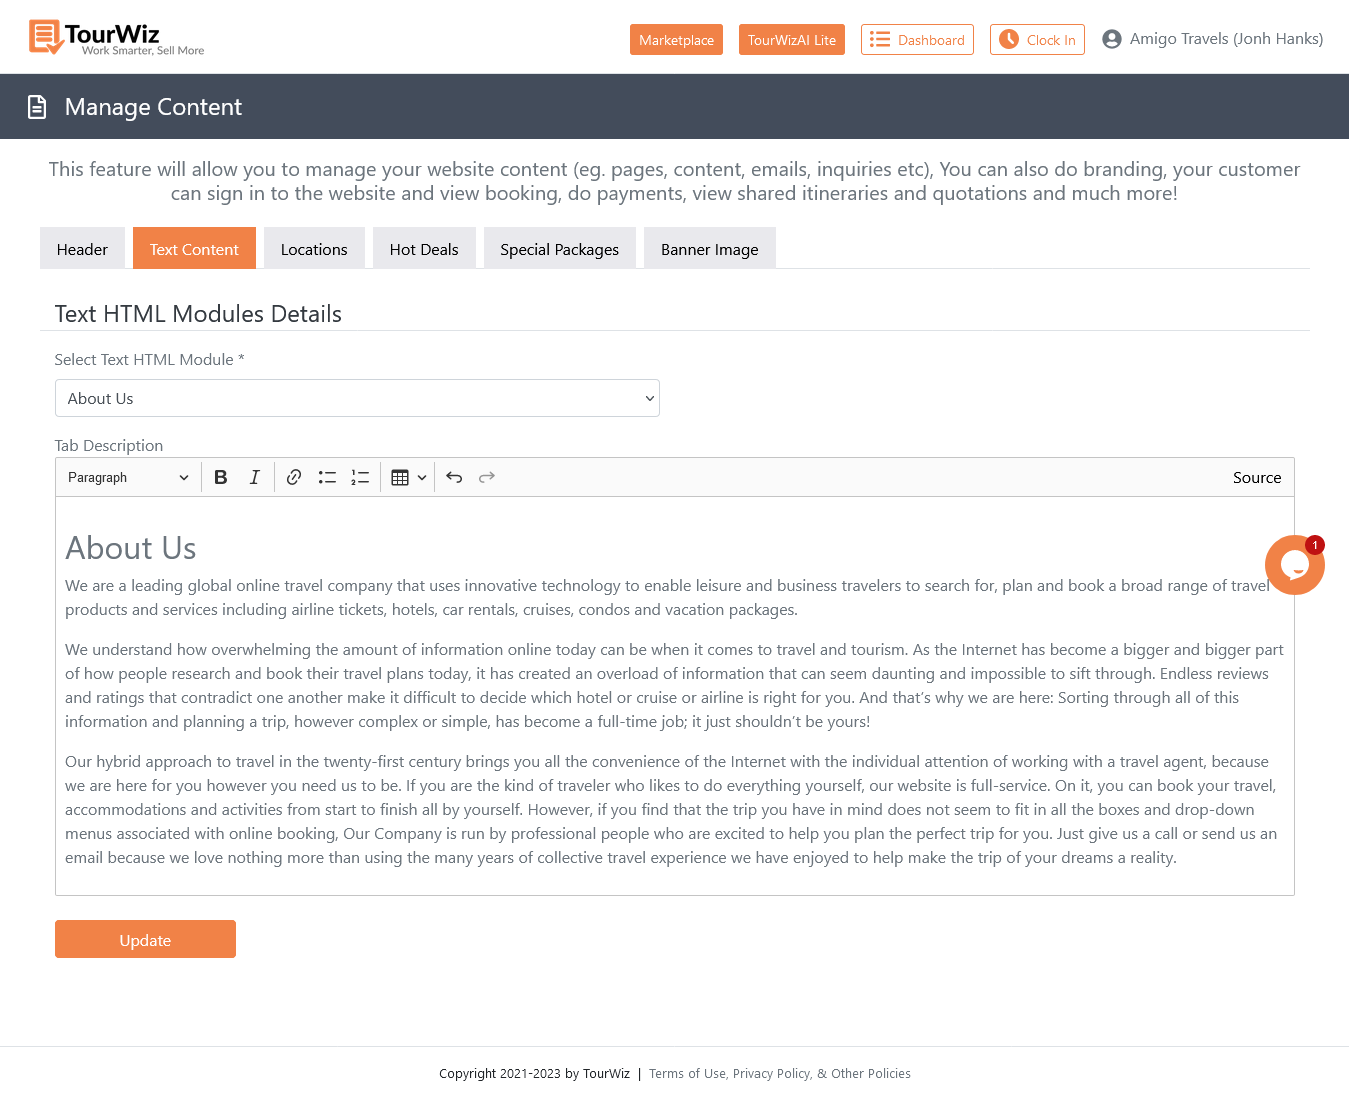 TourWiz
Work Smarter, Sell More
Marketplace
TourWizAI Lite
Dashboard
Clock In
Amigo Travels (Jonh Hanks)
Manage Content
This feature will allow you to manage your website content (eg. pages, content, emails, inquiries etc), You can also do branding, your customer
can sign in to the website and view booking, do payments, view shared itineraries and quotations and much more!
Header
Text Content
Locations
Hot Deals
Special Packages
Banner Image
Text HTML Modules Details
Select Text HTML Module *
About Us
Tab Description
Paragraph
Source
About Us
We are a leading global online travel company that uses innovative technology to enable leisure and business travelers to search for, plan and book a broad range of travel
products and services including airline tickets, hotels, car rentals, cruises, condos and vacation packages.
We understand how overwhelming the amount of information online today can be when it comes to travel and tourism. As the Internet has become a bigger and bigger part
of how people research and book their travel plans today, it has created an overload of information that can seem daunting and impossible to sift through. Endless reviews
and ratings that contradict one another make it difficult to decide which hotel or cruise or airline is right for you. And that’s why we are here: Sorting through all of this
information and planning a trip, however complex or simple, has become a full-time job; it just shouldn’t be yours!
Our hybrid approach to travel in the twenty-first century brings you all the convenience of the Internet with the individual attention of working with a travel agent, because
we are here for you however you need us to be. If you are the kind of traveler who likes to do everything yourself, our website is full-service. On it, you can book your travel,
accommodations and activities from start to finish all by yourself. However, if you find that the trip you have in mind does not seem to fit in all the boxes and drop-down
menus associated with online booking, Our Company is run by professional people who are excited to help you plan the perfect trip for you. Just give us a call or send us an
email because we love nothing more than using the many years of collective travel experience we have enjoyed to help make the trip of your dreams a reality.
1
Update
Copyright 2021-2023 by TourWiz | Terms of Use, Privacy Policy, & Other Policies